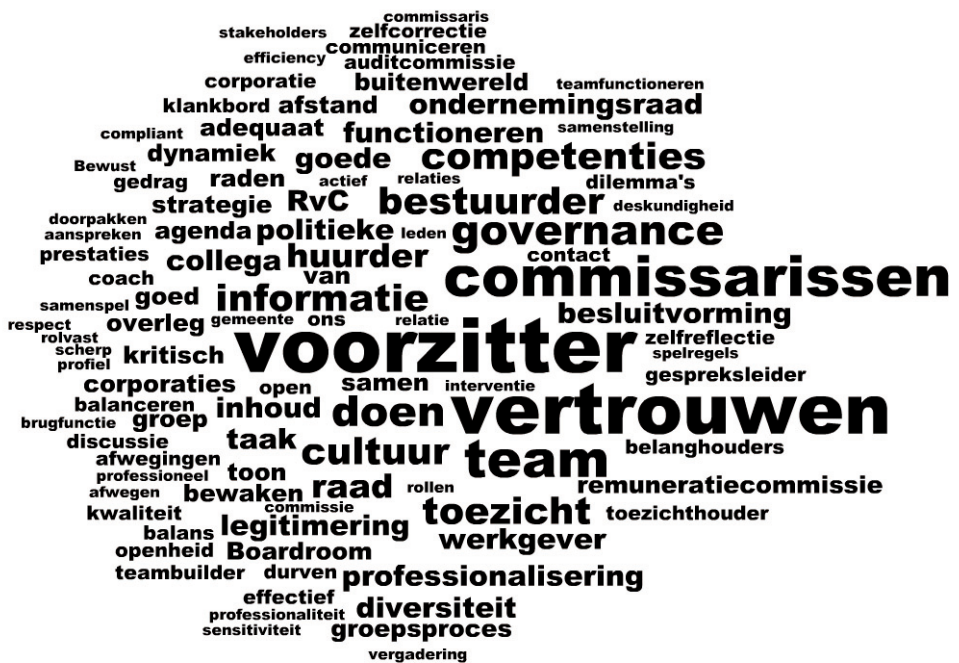 commissaris
stakeholders zelfcorrectie
communiceren
efficiency auditcommissie
corporatie buitenwereld teamfunctioneren
klankbord afstand ondernemingsraad
compliant adequaat functioneren samenstelling
Bewust dynamiek goede competenties
gedrag raden actief relaties dilemma's
strategie RvC bestuurder deskundigheid
doorpakken
aanspreken agenda politieke leden governance
prestaties collega huurder contact
coach van commissarissen
samenspel goed informatie besluitvorming
respect overleg gemeente ons relatie
rolvast voorzitter zelfreflectie
scherp kritisch spelregels
profiel gespreksleider
corporaties open samen interventie
balanceren inhoud doen vertrouwen
brugfunctie groep
discussie taak cultuur team belanghouders
afwegingen
professioneel toon
afwegen bewaken raad rollen remuneratiecommissie
kwaliteit commissie toezicht toezichthouder
balans legitimering werkgever
openheid Boardroom
teambuilder durven professionalisering
effectief
professionaliteit diversiteit
sensitiviteit groepsproces
vergadering